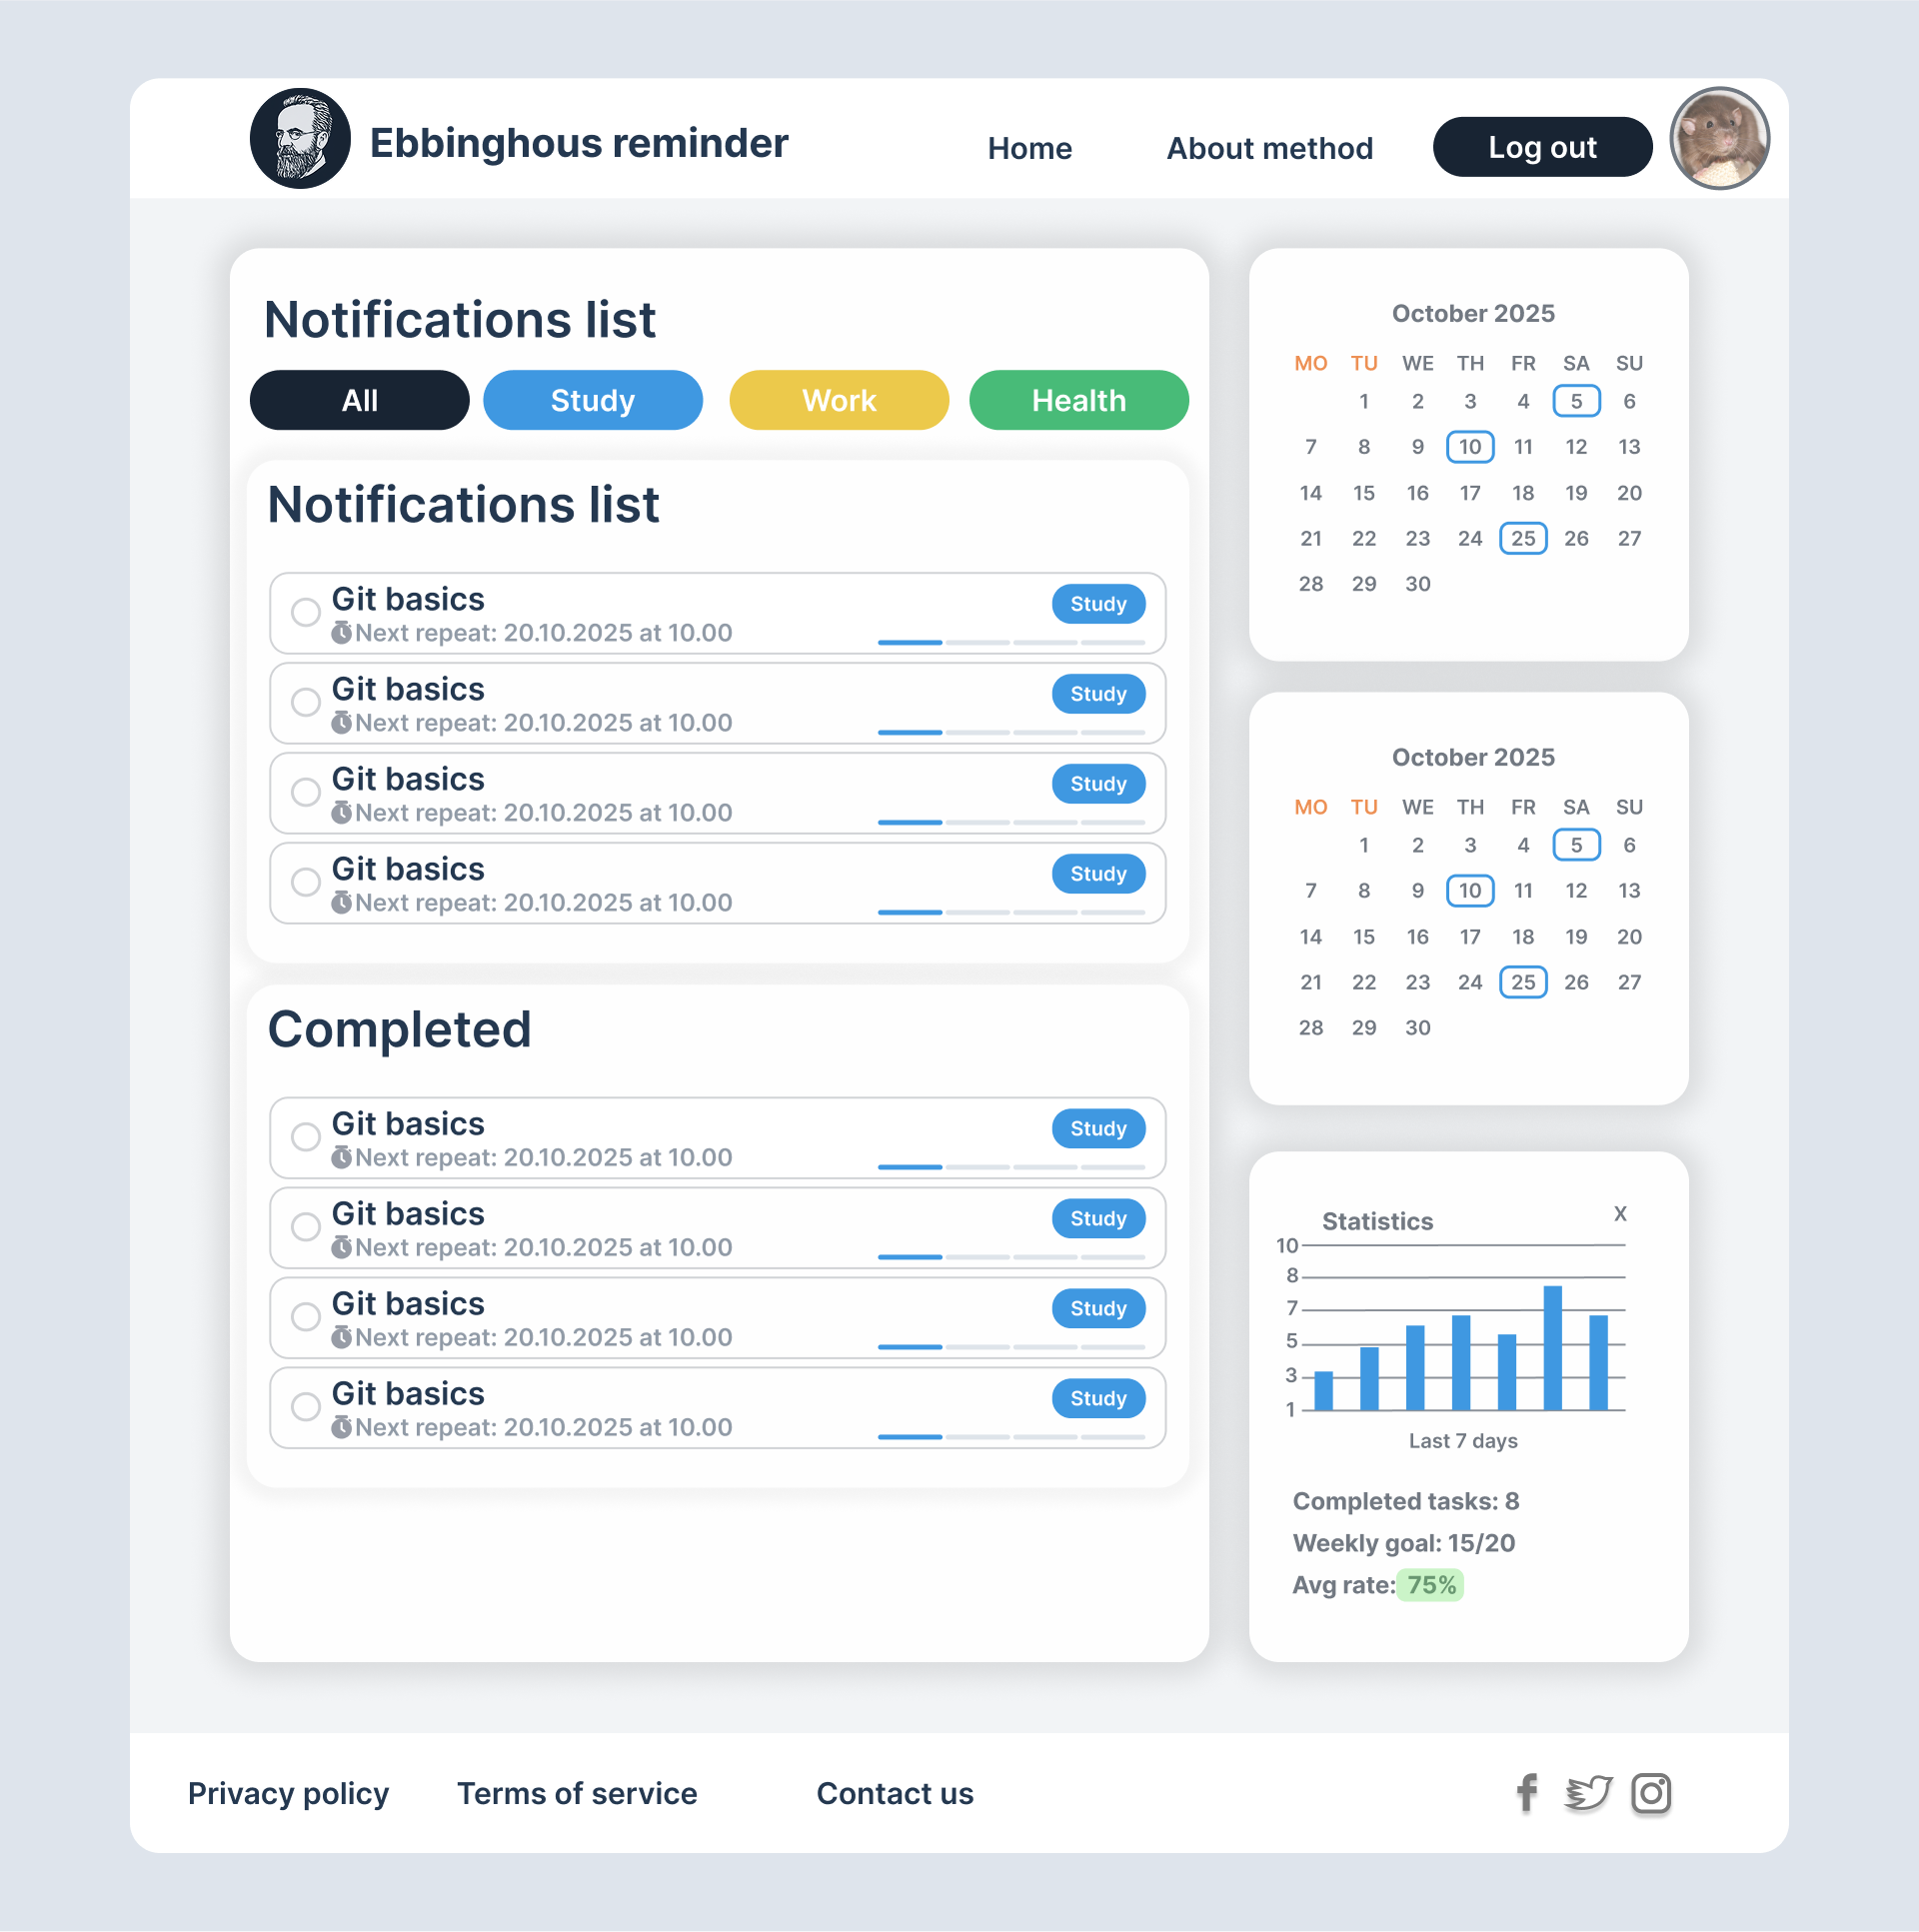 Ebbinghous reminder
Home
About method
Log out
Notifications list
All
Study
Work
Health
Notifications list
Git basics
Study
Next repeat: 20.10.2025 at 10.00
Git basics
Study
Next repeat: 20.10.2025 at 10.00
Git basics
Study
Next repeat: 20.10.2025 at 10.00
Git basics
Study
Next repeat: 20.10.2025 at 10.00
Completed
Git basics
Study
Next repeat: 20.10.2025 at 10.00
Git basics
Study
Next repeat: 20.10.2025 at 10.00
Git basics
Study
Next repeat: 20.10.2025 at 10.00
Git basics
Study
Next repeat: 20.10.2025 at 10.00
October 2025
MO TU WE TH FR SA SU
1 2 3 4 5 6
7 8 9 10 11 12 13
14 15 16 17 18 19 20
21 22 23 24 25 26 27
28 29 30
October 2025
MO TU WE TH FR SA SU
1 2 3 4 5 6
7 8 9 10 11 12 13
14 15 16 17 18 19 20
21 22 23 24 25 26 27
28 29 30
Statistics
X
10
8
7
5
3
1
Last 7 days
Completed tasks: 8
Weekly goal: 15/20
Avg rate: 75%
Privacy policy
Terms of service
Contact us